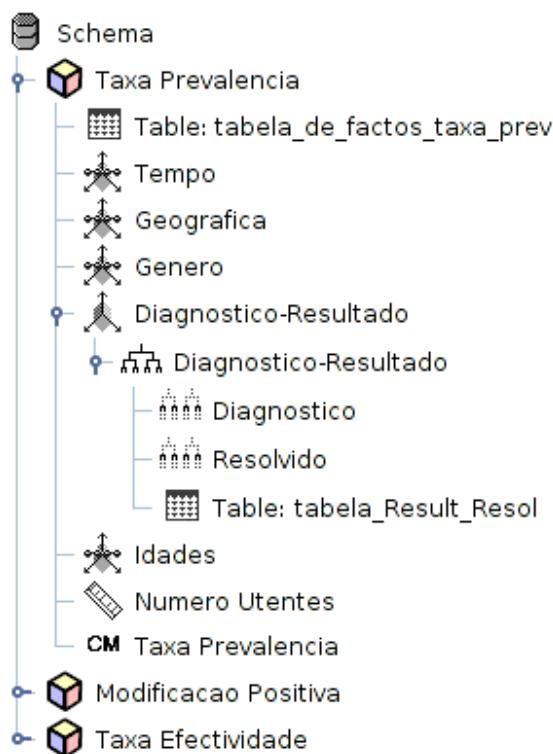 Schema
Taxa Prevalencia
Table: tabela_de_factos_taxa_prev
Tempo
Geografica
Genero
Diagnostico-Resultado
Diagnostico-Resultado
Diagnostico
Resolvido
Table: tabela_Result_Resol
Idades
Numero Utentes
CM Taxa Prevalencia
Modificacao Positiva
Taxa Efectividade